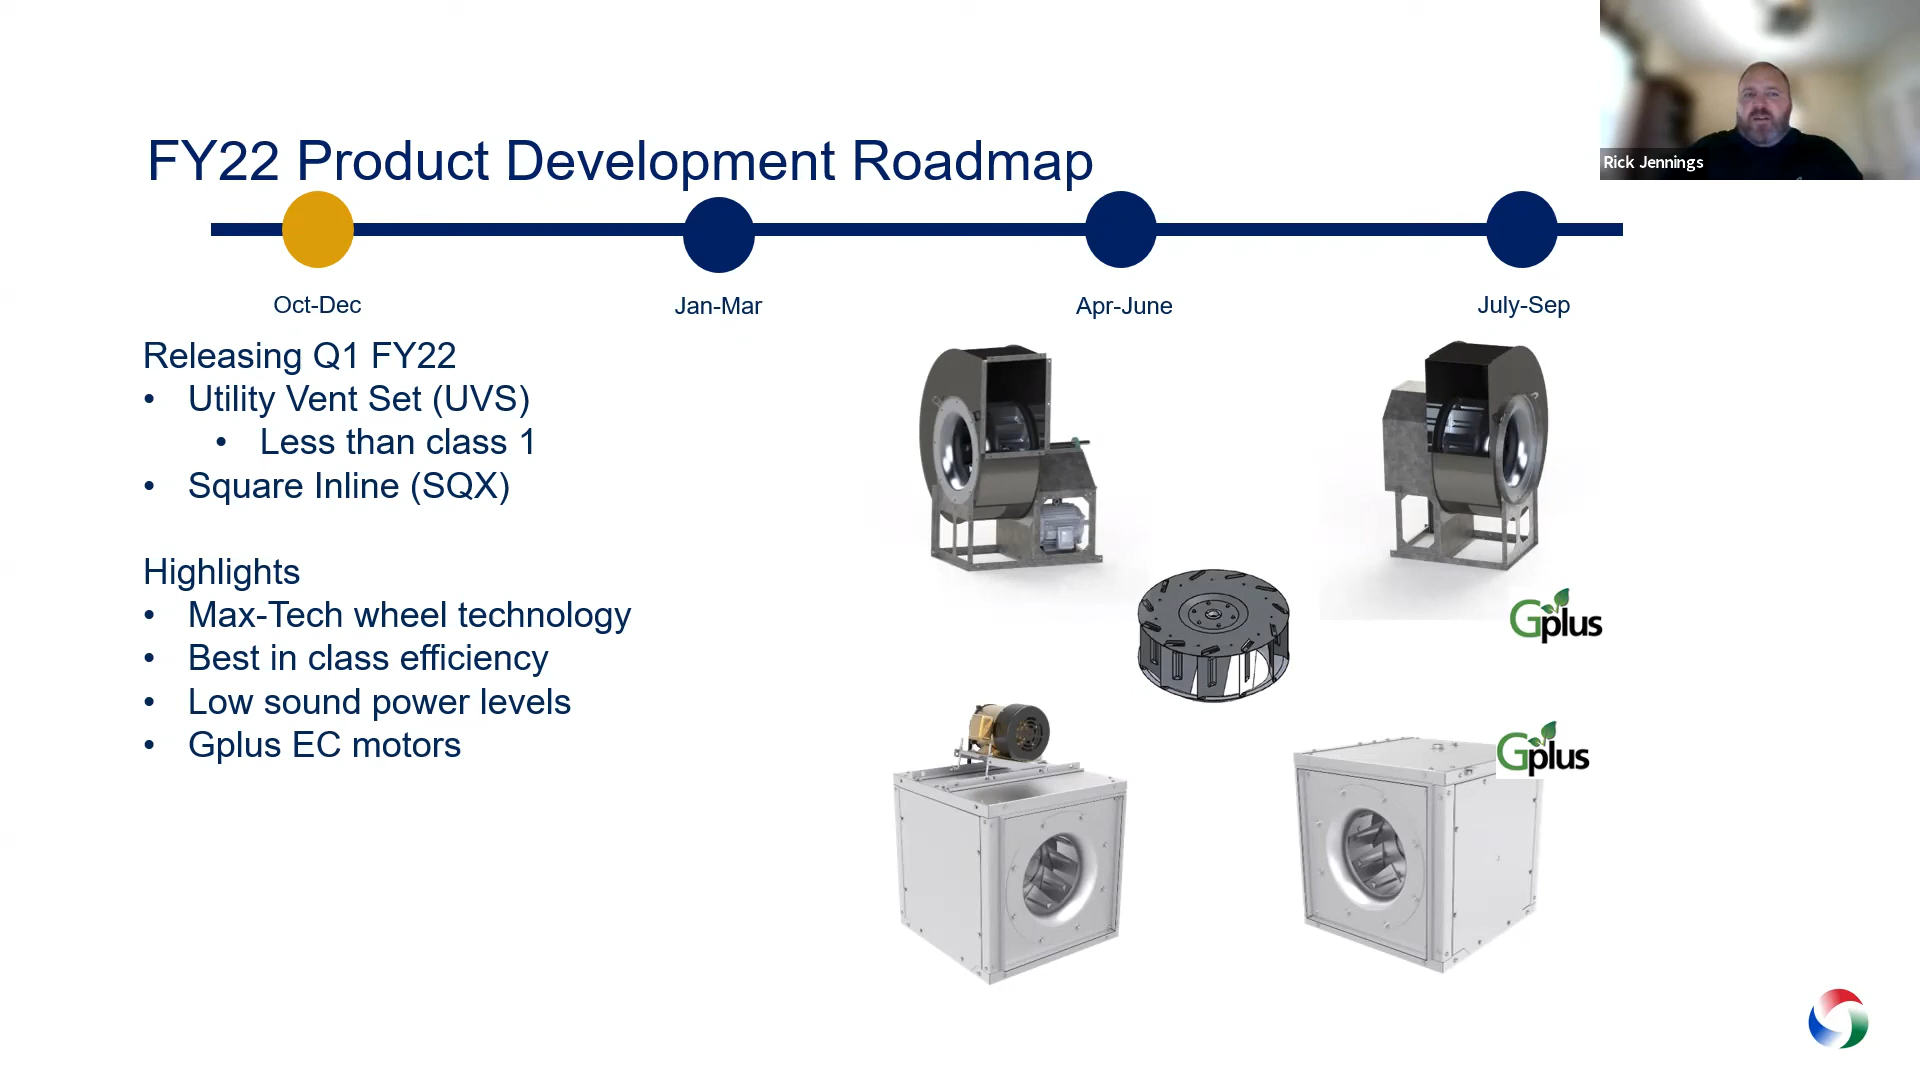 Rick Jennings
FY22 Product Development Roadmap
Oct-Dec
Jan-Mar
Apr-June
July-Sep
Releasing Q1 FY22
• Utility Vent Set (UVS)
• Less than class 1
• Square Inline (SQX)
Highlights
• Max-Tech wheel technology
• Best in class efficiency
• Low sound power levels
• Gplus EC motors
Gplus
Gplus